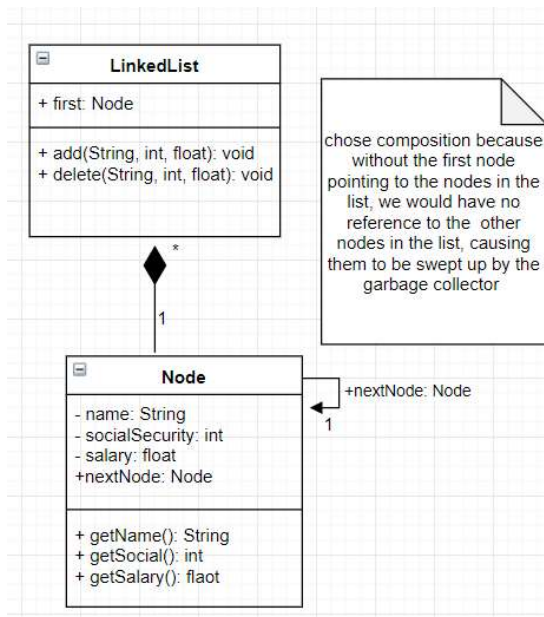 LinkedList
+ first: Node
+ add(String, int, float): void
+ delete(String, int, float): void
*
1
chose composition because
without the first node
pointing to the nodes in the
list, we would have no
reference to the other
nodes in the list, causing
them to be swept up by the
garbage collector
Node
- name: String
- socialSecurity: int
- salary: float
+nextNode: Node
+ getName(): String
+ getSocial(): int
+ getSalary(): flaot
+nextNode: Node
1